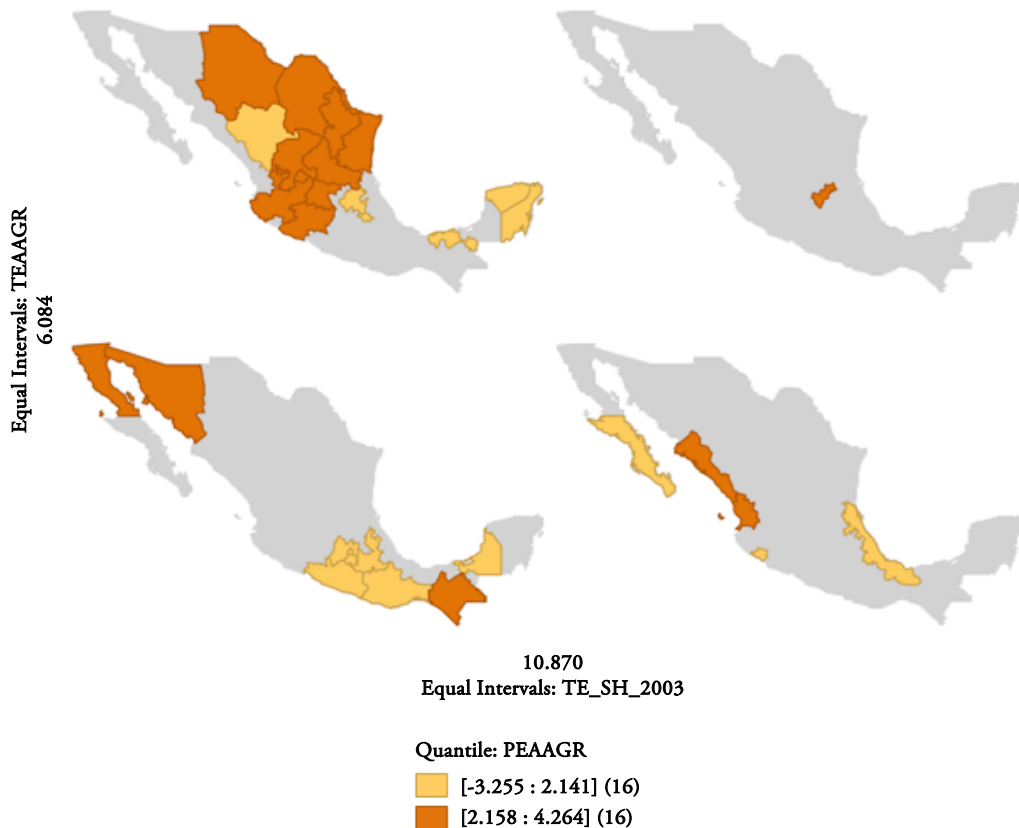 Equal Intervals: TEAAGR
6.084
10.870
Equal Intervals: TE_SH_2003
Quantile: PEAAGR
[-3.255 : 2.141] (16)
[2.158 : 4.264] (16)